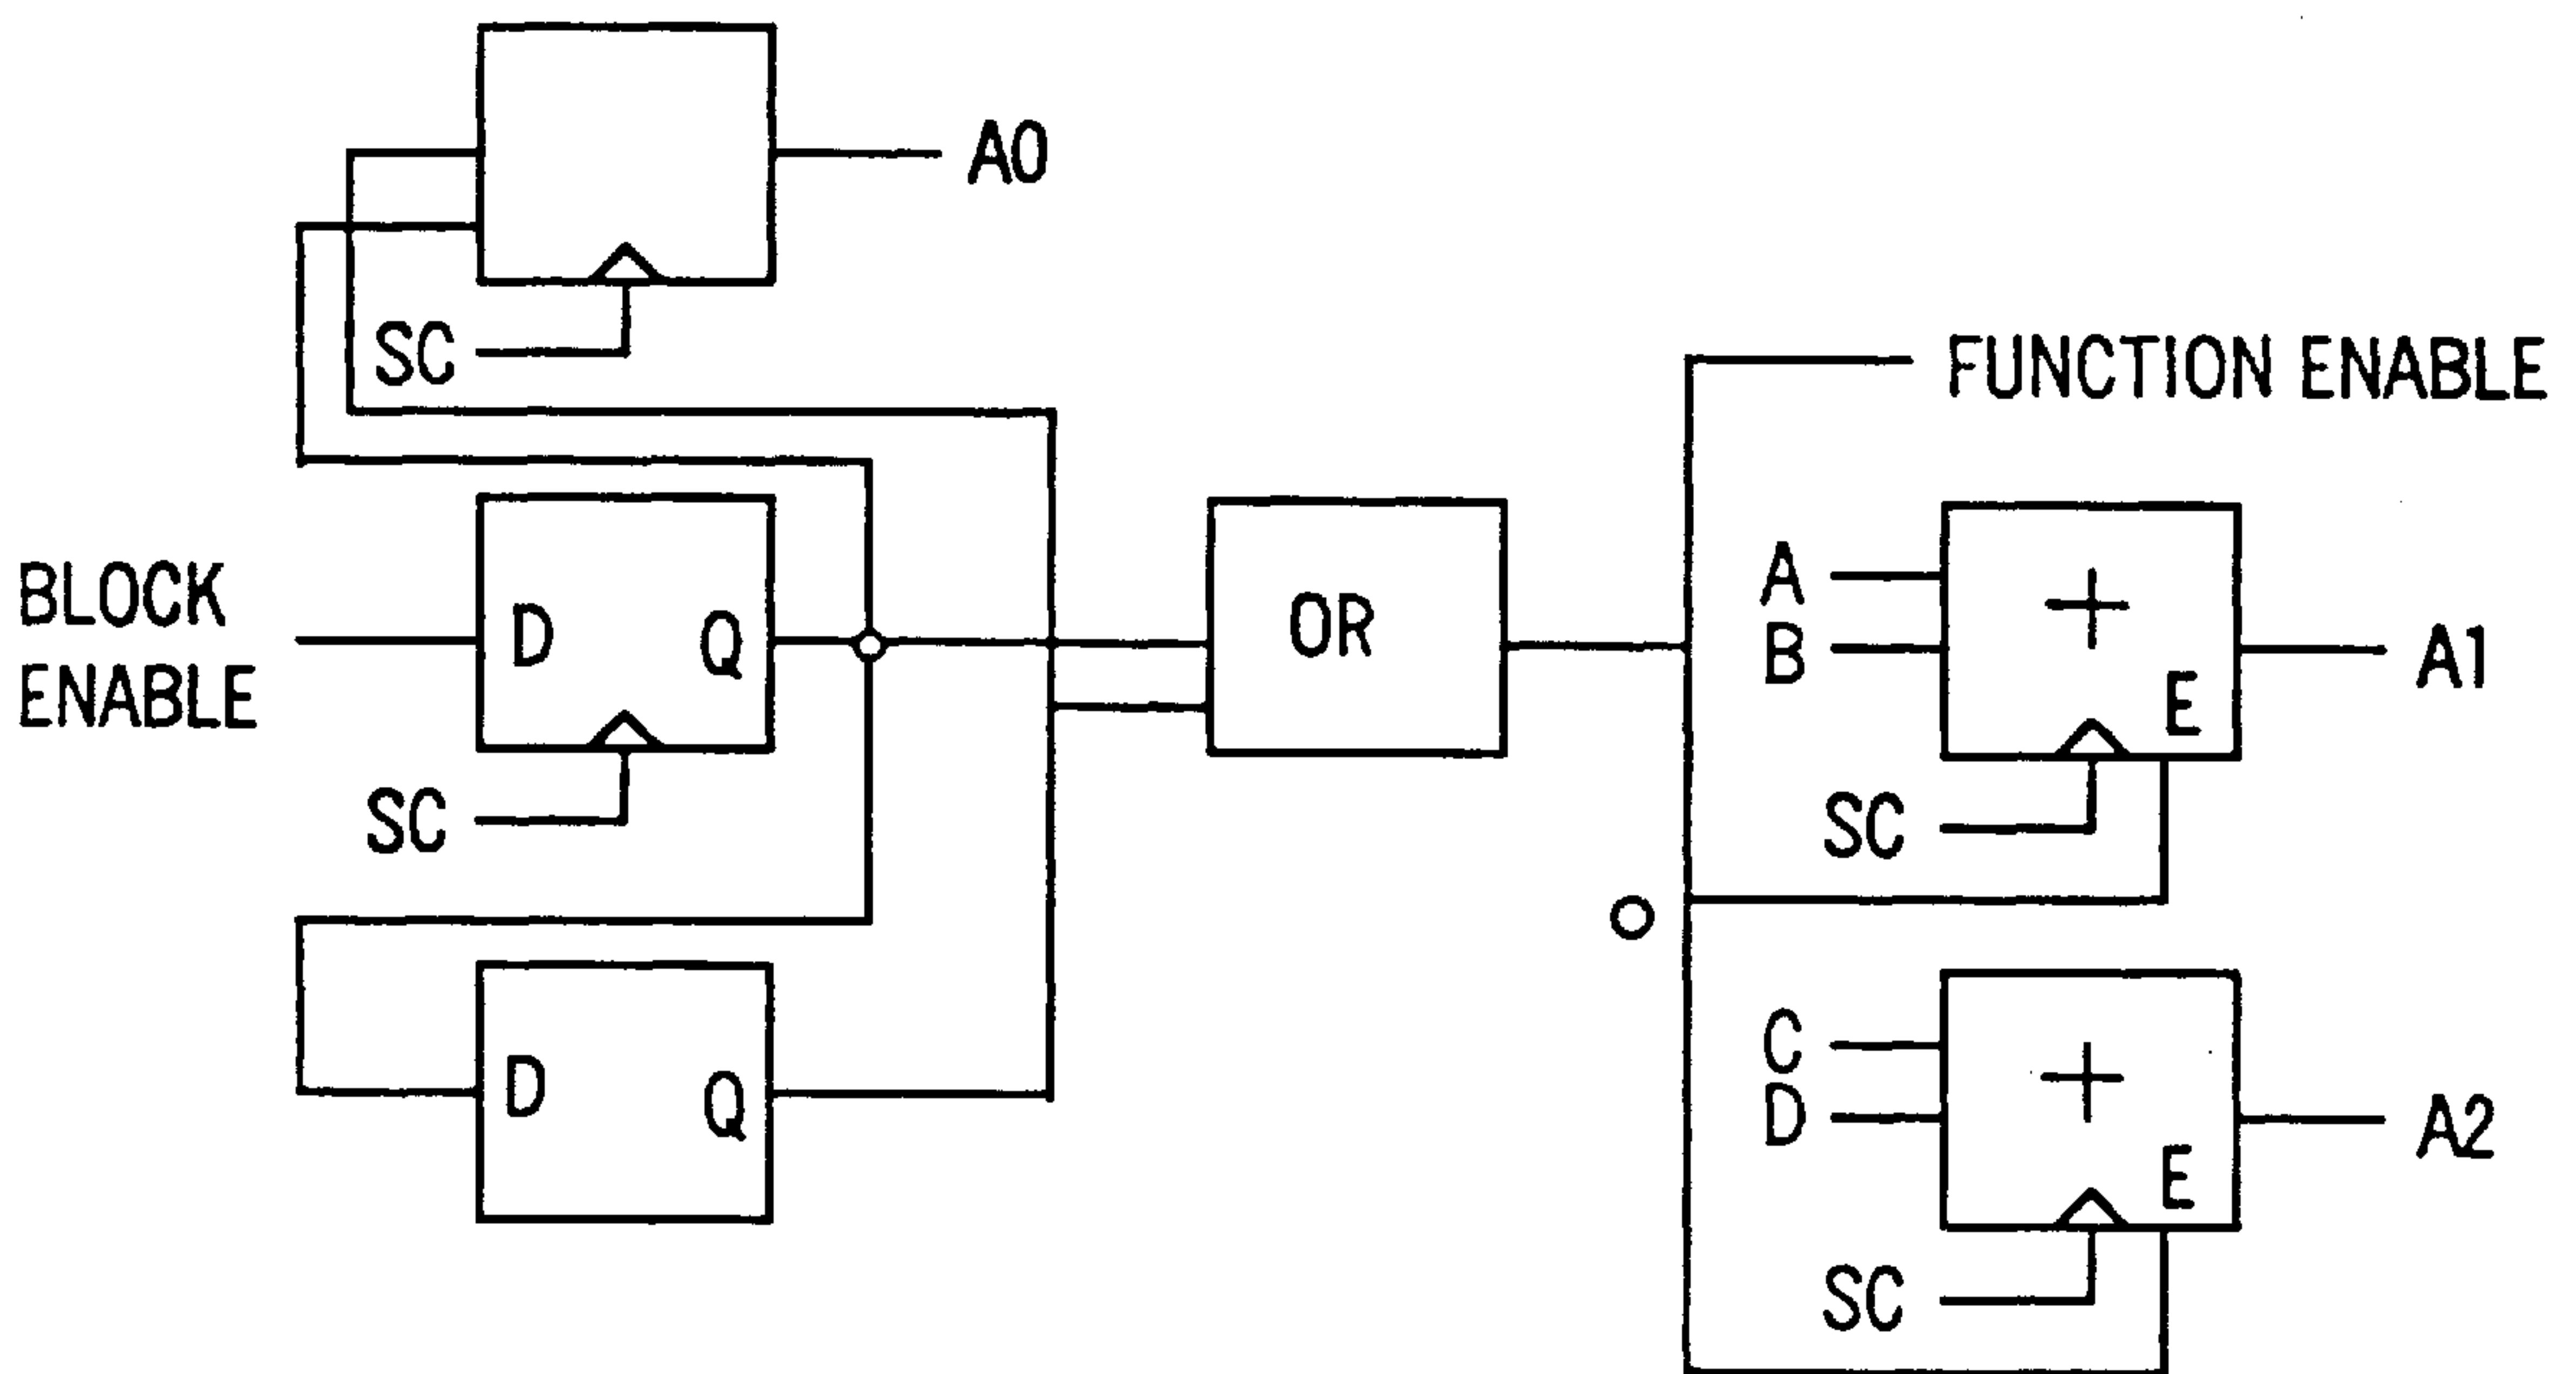 A0
SC
FUNCTION ENABLE
BLOCK
ENABLE
D
Q
SC
OR
A
B
+
E
A1
SC
D
Q
C
D
+
E
A2
SC